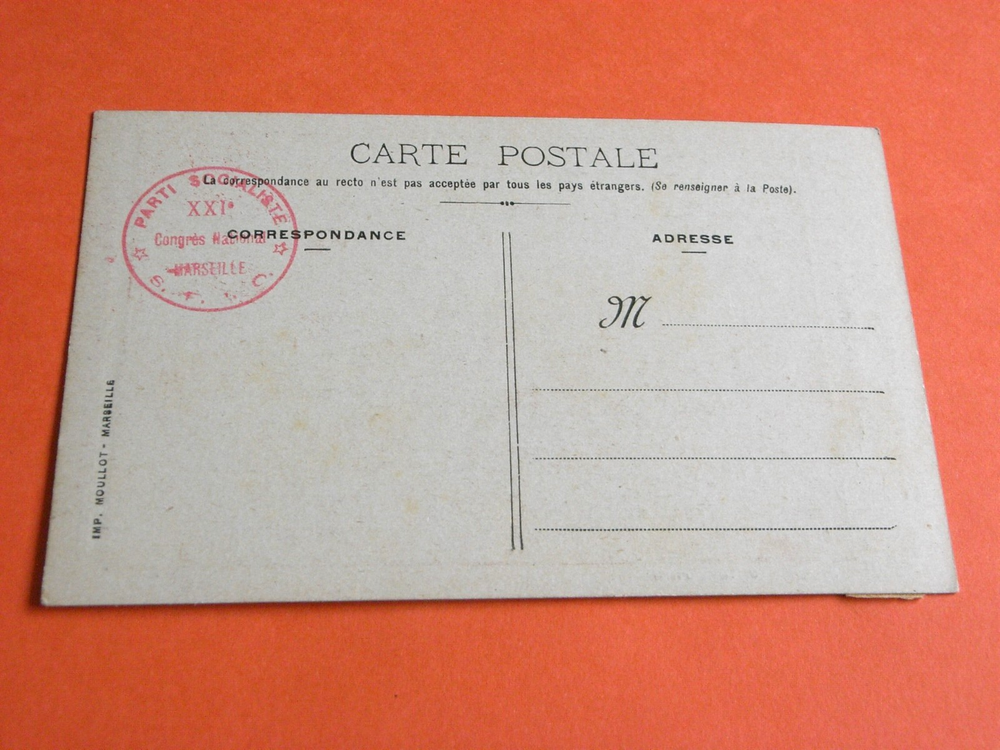 CARTE POSTALE
La correspondance au recto n'est pas acceptée par tous les pays étrangers. (Se renseigner à la Poste).
PARTI SOCIALISTE
XXIe
Congrès National
MARSEILLE
S. F. I. C.
CORRESPONDANCE
ADRESSE
M
IMP. MOULLOT - MARSEILLE